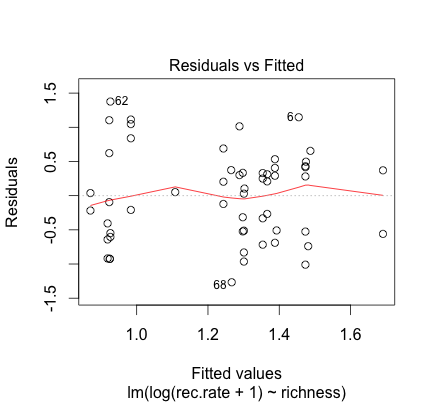 Residuals vs Fitted
Residuals
1.5
0.5
-0.5
-1.5
62
6
68
1.0 1.2 1.4 1.6
Fitted values
lm(log(rec.rate + 1) ~ richness)